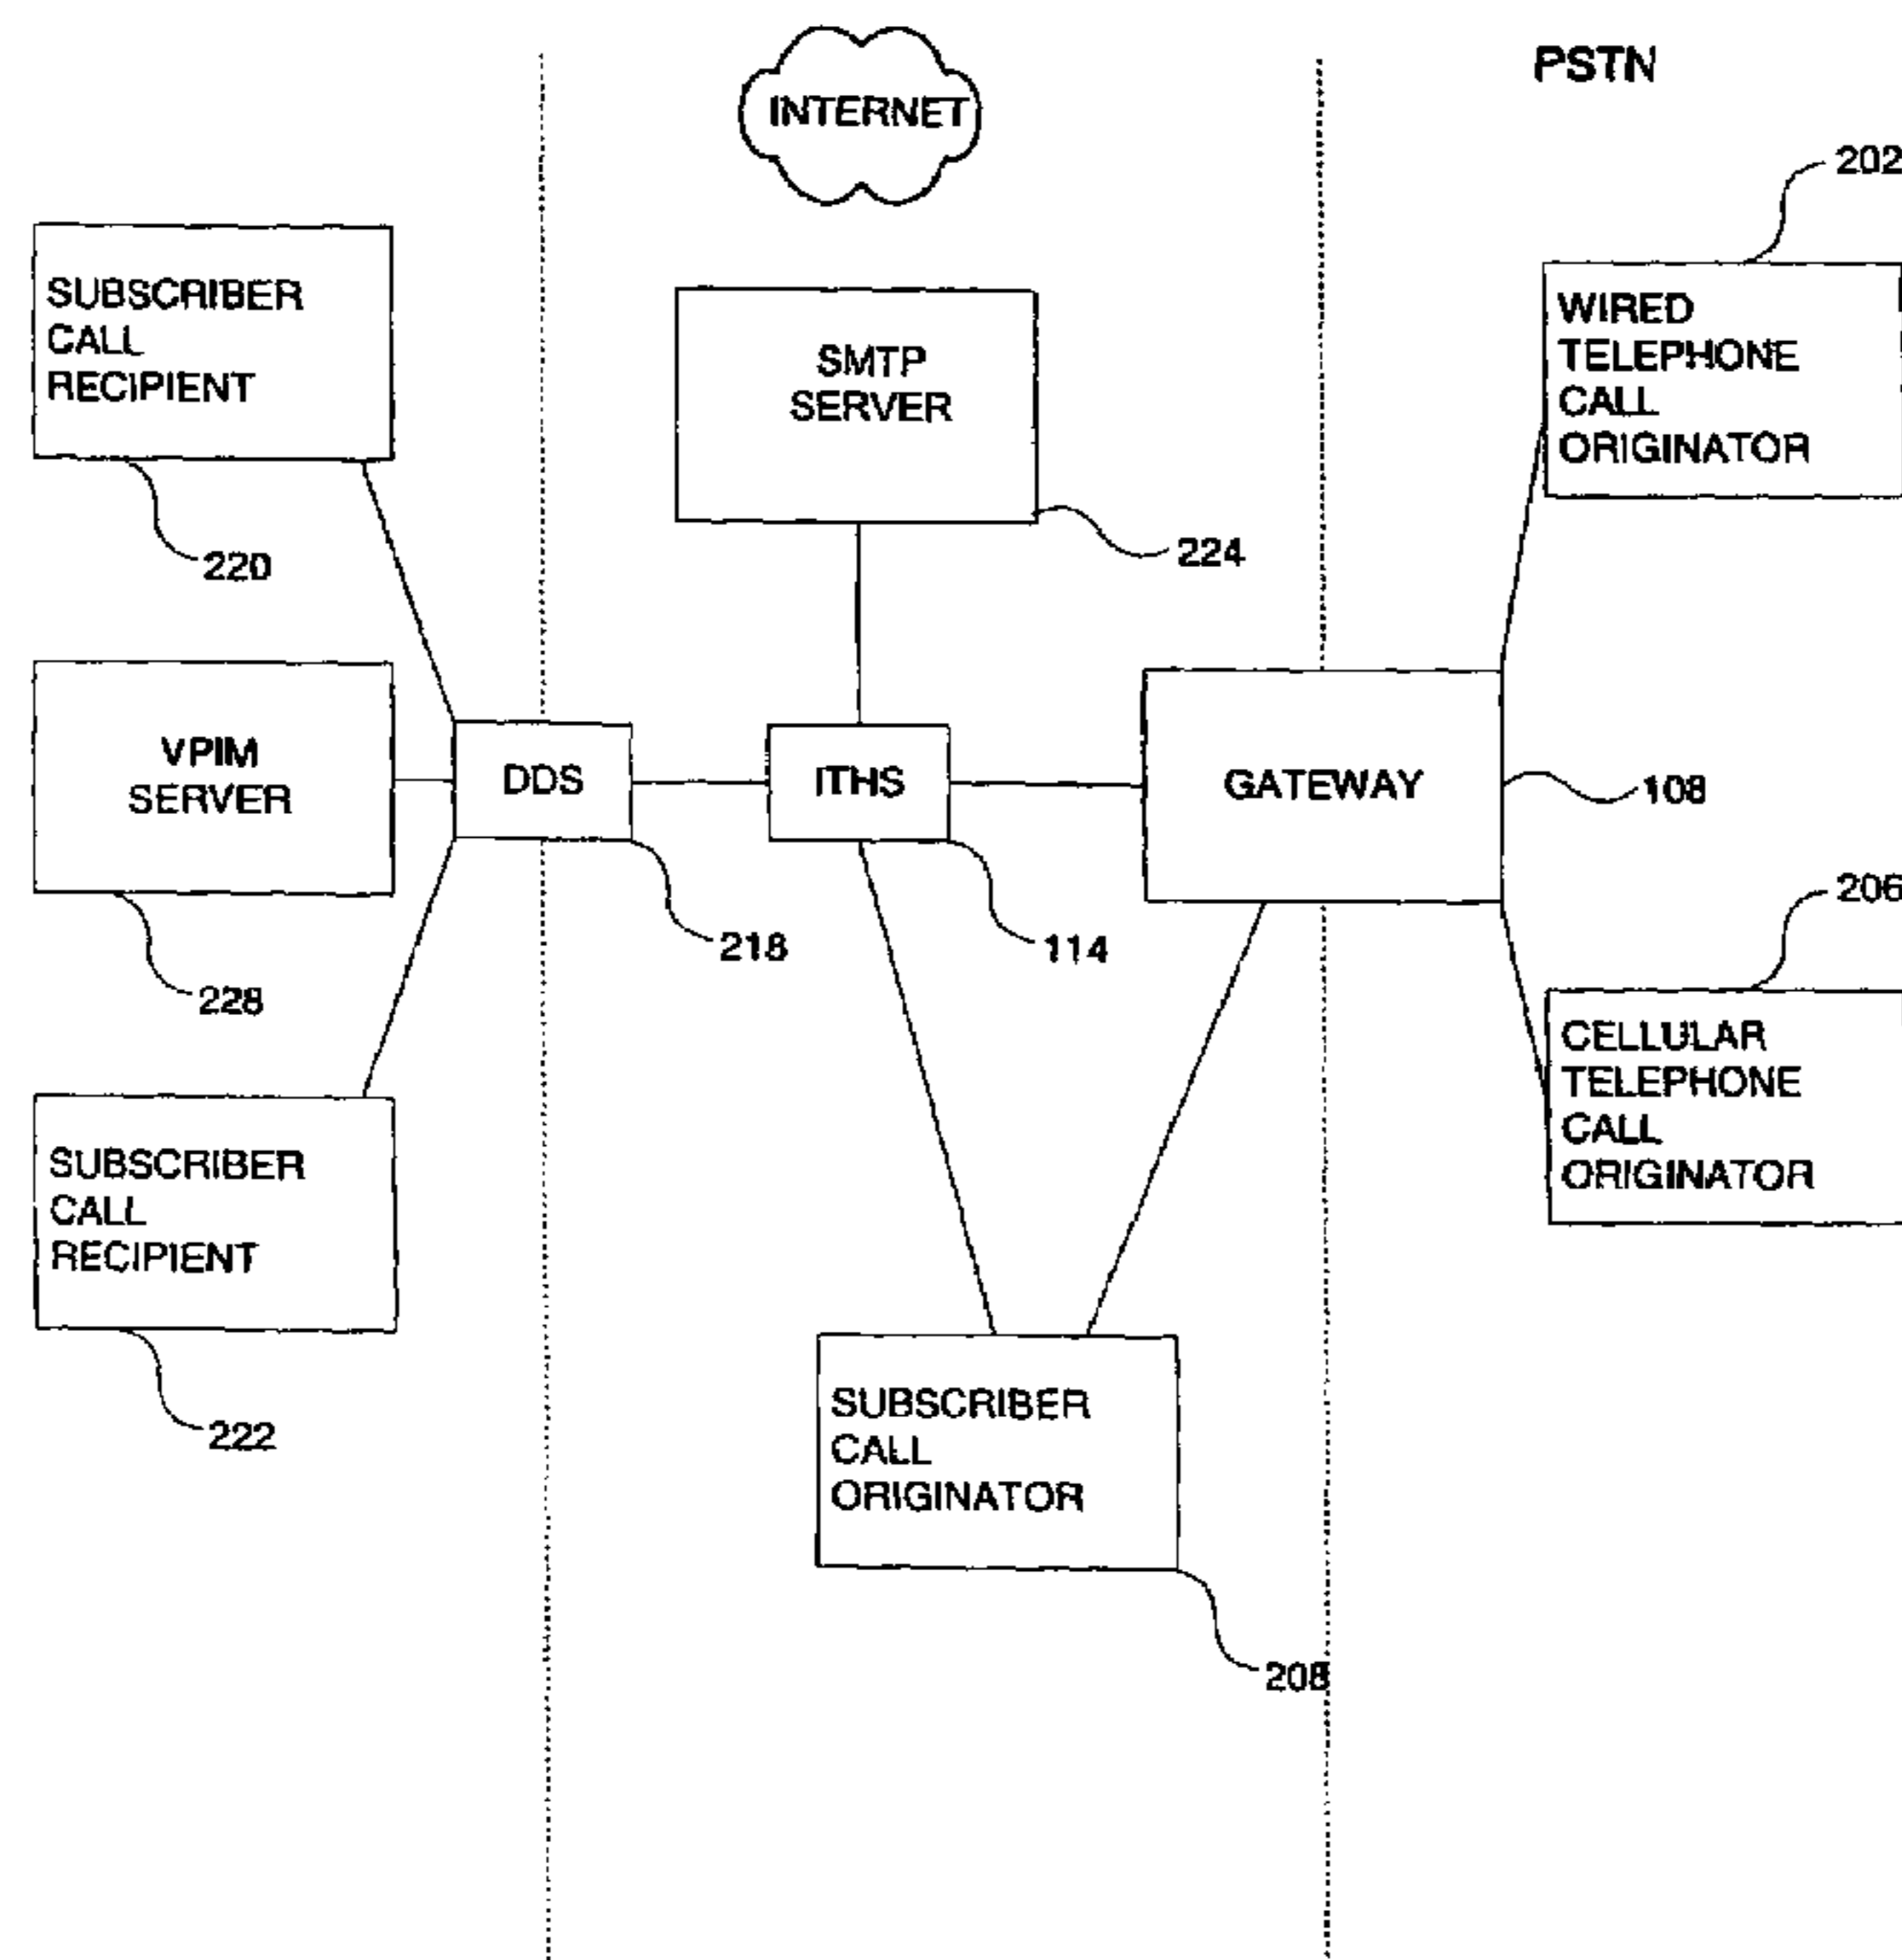 INTERNET
PSTN
202
SUBSCRIBER
CALL
RECIPIENT
220
SMTP
SERVER
224
WIRED
TELEPHONE
CALL
ORIGINATOR
VPIM
SERVER
228
DDS
218
ITHS
114
GATEWAY
108
206
CELLULAR
TELEPHONE
CALL
ORIGINATOR
SUBSCRIBER
CALL
RECIPIENT
222
SUBSCRIBER
CALL
ORIGINATOR
208